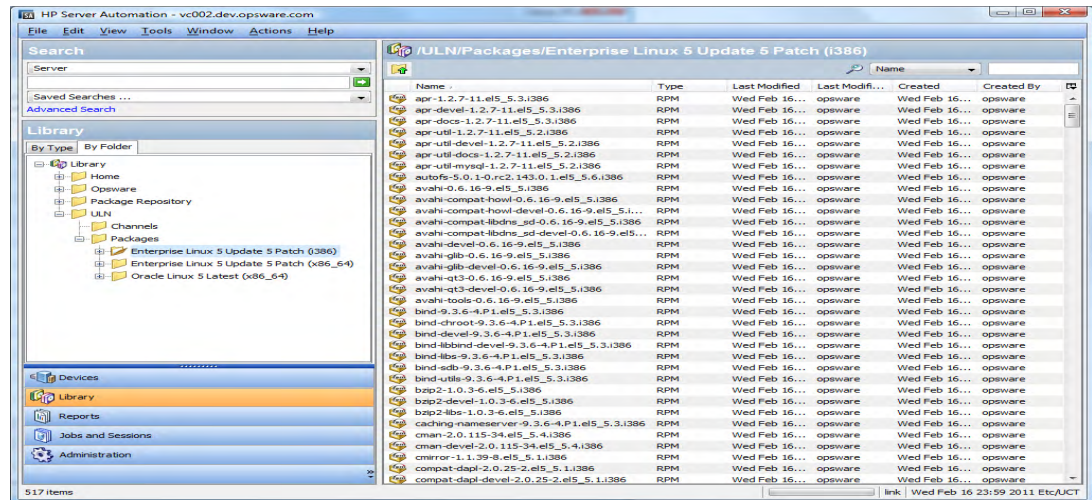 HP Server Automation - vc002.dev.opsware.com
File Edit View Tools Window Actions Help
Search
Server
Saved Searches ...
Advanced Search
Library
By Type By Folder
Library
Home
Opsware
Package Repository
ULN
Channels
Packages
Enterprise Linux 5 Update 5 Patch (i386)
Enterprise Linux 5 Update 5 Patch (x86_64)
Oracle Linux 5 Latest (x86_64)
Devices
Library
Reports
Jobs and Sessions
Administration
/ULN/Packages/Enterprise Linux 5 Update 5 Patch (i386)
Name
Name Type Last Modified Last Modifi... Created Created By
apr-1.2.7-11.el5_5.3.i386 RPM Wed Feb 16... opsware Wed Feb 16... opsware
apr-devel-1.2.7-11.el5_5.3.i386 RPM Wed Feb 16... opsware Wed Feb 16... opsware
apr-docs-1.2.7-11.el5_5.3.i386 RPM Wed Feb 16... opsware Wed Feb 16... opsware
apr-util-1.2.7-11.el5_5.2.i386 RPM Wed Feb 16... opsware Wed Feb 16... opsware
apr-util-devel-1.2.7-11.el5_5.2.i386 RPM Wed Feb 16... opsware Wed Feb 16... opsware
apr-util-docs-1.2.7-11.el5_5.2.i386 RPM Wed Feb 16... opsware Wed Feb 16... opsware
apr-util-mysql-1.2.7-11.el5_5.2.i386 RPM Wed Feb 16... opsware Wed Feb 16... opsware
autofs-5.0.1-0.rc2.143.0.1.el5_5.6.i386 RPM Wed Feb 16... opsware Wed Feb 16... opsware
avahi-0.6.16-9.el5_5.i386 RPM Wed Feb 16... opsware Wed Feb 16... opsware
avahi-compat-howl-0.6.16-9.el5_5.i386 RPM Wed Feb 16... opsware Wed Feb 16... opsware
avahi-compat-howl-devel-0.6.16-9.el5_5.i... RPM Wed Feb 16... opsware Wed Feb 16... opsware
avahi-compat-libdns_sd-0.6.16-9.el5_5.i386 RPM Wed Feb 16... opsware Wed Feb 16... opsware
avahi-compat-libdns_sd-devel-0.6.16-9.el5... RPM Wed Feb 16... opsware Wed Feb 16... opsware
avahi-devel-0.6.16-9.el5_5.i386 RPM Wed Feb 16... opsware Wed Feb 16... opsware
avahi-glib-0.6.16-9.el5_5.i386 RPM Wed Feb 16... opsware Wed Feb 16... opsware
avahi-glib-devel-0.6.16-9.el5_5.i386 RPM Wed Feb 16... opsware Wed Feb 16... opsware
avahi-qt3-0.6.16-9.el5_5.i386 RPM Wed Feb 16... opsware Wed Feb 16... opsware
avahi-qt3-devel-0.6.16-9.el5_5.i386 RPM Wed Feb 16... opsware Wed Feb 16... opsware
avahi-tools-0.6.16-9.el5_5.i386 RPM Wed Feb 16... opsware Wed Feb 16... opsware
bind-9.3.6-4.P1.el5_5.3.i386 RPM Wed Feb 16... opsware Wed Feb 16... opsware
bind-chroot-9.3.6-4.P1.el5_5.3.i386 RPM Wed Feb 16... opsware Wed Feb 16... opsware
bind-devel-9.3.6-4.P1.el5_5.3.i386 RPM Wed Feb 16... opsware Wed Feb 16... opsware
bind-libbind-devel-9.3.6-4.P1.el5_5.3.i386 RPM Wed Feb 16... opsware Wed Feb 16... opsware
bind-libs-9.3.6-4.P1.el5_5.3.i386 RPM Wed Feb 16... opsware Wed Feb 16... opsware
bind-sdb-9.3.6-4.P1.el5_5.3.i386 RPM Wed Feb 16... opsware Wed Feb 16... opsware
bind-utils-9.3.6-4.P1.el5_5.3.i386 RPM Wed Feb 16... opsware Wed Feb 16... opsware
bzip2-1.0.3-6.el5_5.i386 RPM Wed Feb 16... opsware Wed Feb 16... opsware
bzip2-devel-1.0.3-6.el5_5.i386 RPM Wed Feb 16... opsware Wed Feb 16... opsware
bzip2-libs-1.0.3-6.el5_5.i386 RPM Wed Feb 16... opsware Wed Feb 16... opsware
caching-nameserver-9.3.6-4.P1.el5_5.3.i386 RPM Wed Feb 16... opsware Wed Feb 16... opsware
cman-2.0.115-34.el5_5.4.i386 RPM Wed Feb 16... opsware Wed Feb 16... opsware
cman-devel-2.0.115-34.el5_5.4.i386 RPM Wed Feb 16... opsware Wed Feb 16... opsware
cmirror-1.1.39-8.el5_5.1.i386 RPM Wed Feb 16... opsware Wed Feb 16... opsware
compat-dapl-2.0.25-2.el5_5.1.i386 RPM Wed Feb 16... opsware Wed Feb 16... opsware
compat-dapl-devel-2.0.25-2.el5_5.1.i386 RPM Wed Feb 16... opsware Wed Feb 16... opsware
517 items
link Wed Feb 16 23:59 2011 Etc/UCT